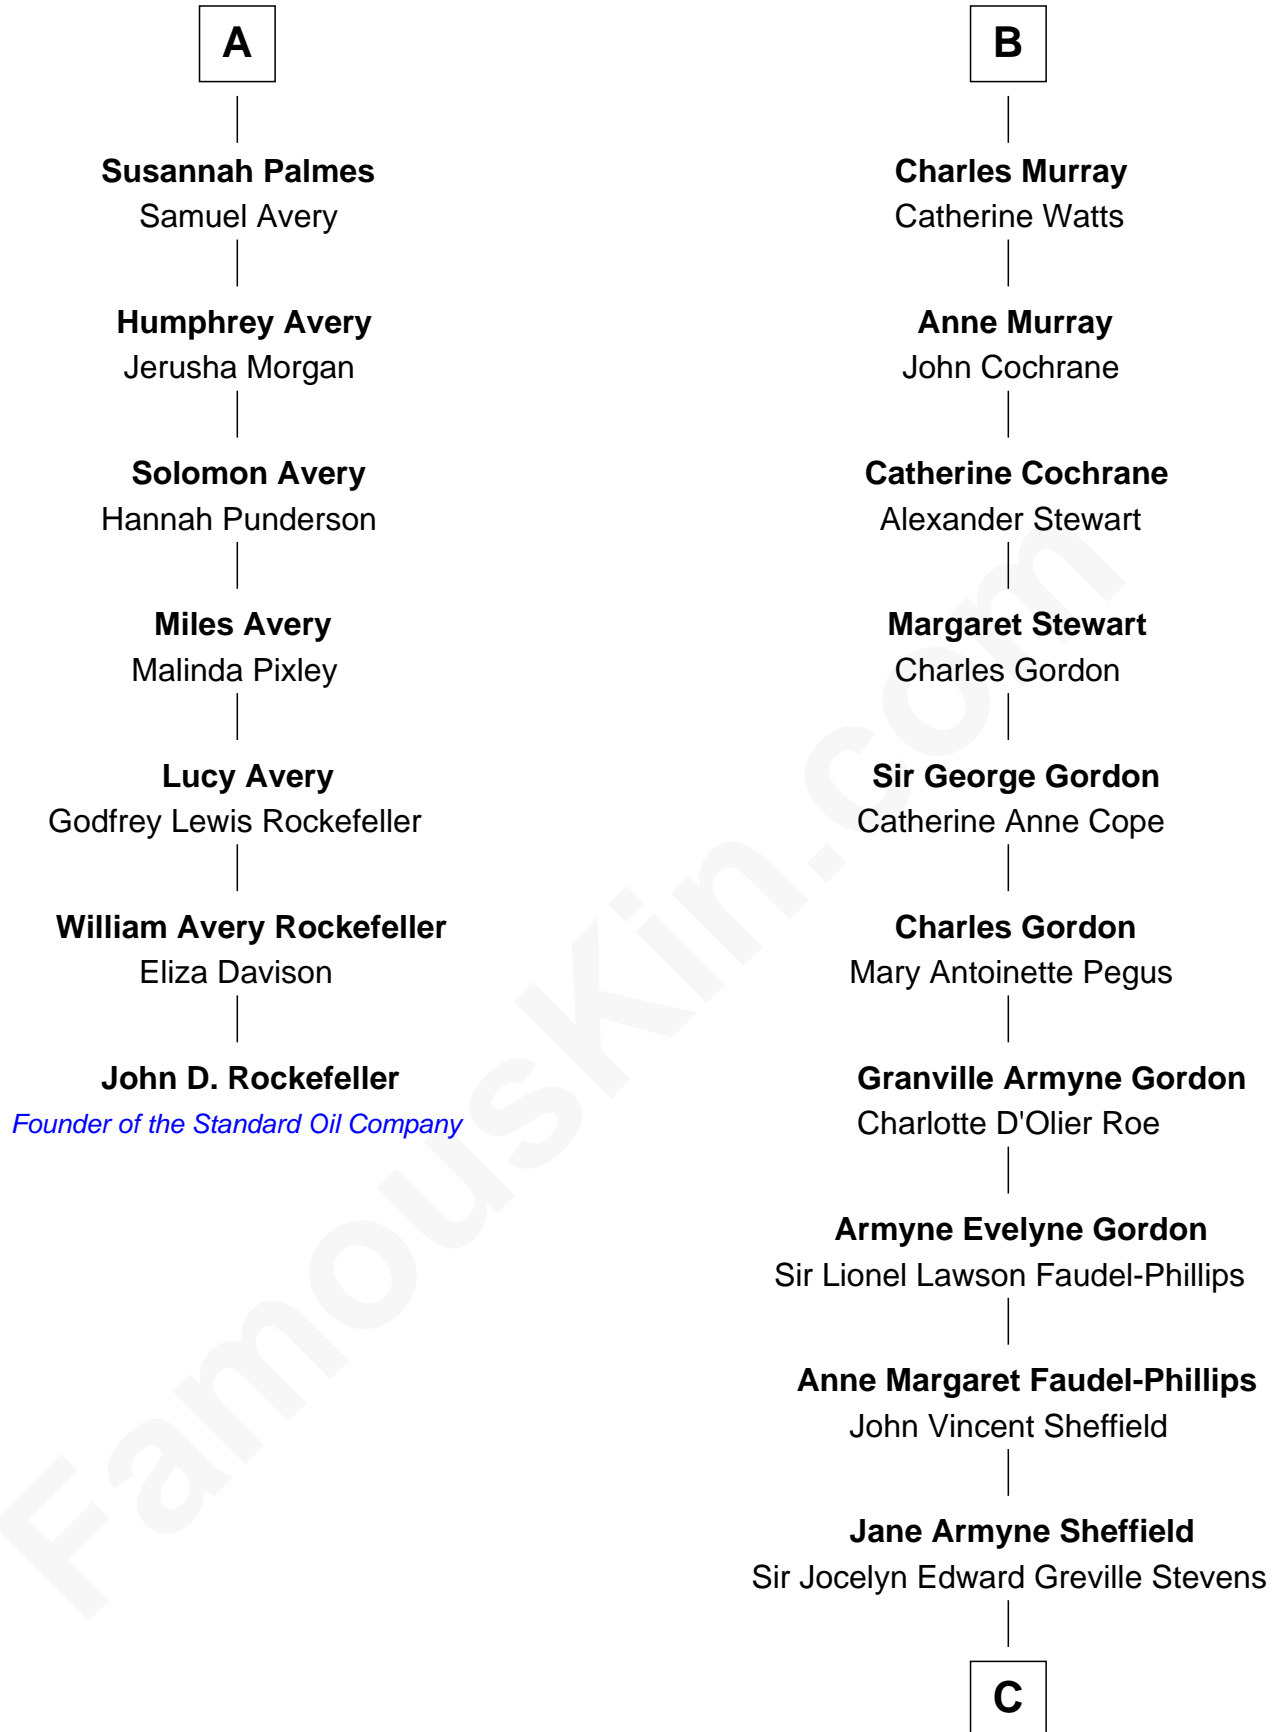 A
Susannah Palmes
Samuel Avery
Humphrey Avery
Jerusha Morgan
Solomon Avery
Hannah Punderson
Miles Avery
Malinda Pixley
Lucy Avery
Godfrey Lewis Rockefeller
William Avery Rockefeller
Eliza Davison
John D. Rockefeller
Founder of the Standard Oil Company
B
Charles Murray
Catherine Watts
Anne Murray
John Cochrane
Catherine Cochrane
Alexander Stewart
Margaret Stewart
Charles Gordon
Sir George Gordon
Catherine Anne Cope
Charles Gordon
Mary Antoinette Pegus
Granville Armyne Gordon
Charlotte D'Olier Roe
Armyne Evelyne Gordon
Sir Lionel Lawson Faudel-Phillips
Anne Margaret Faudel-Phillips
John Vincent Sheffield
Jane Armyne Sheffield
Sir Jocelyn Edward Greville Stevens
C
FamousKin.com